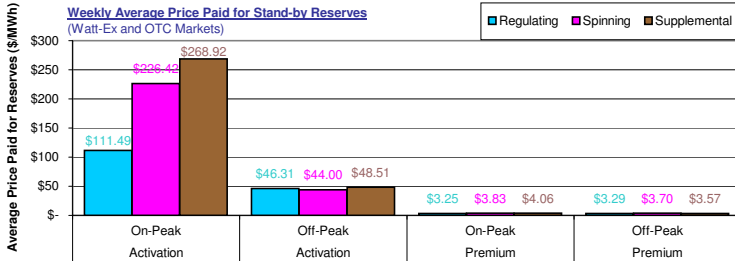 Weekly Average Price Paid for Stand-by Reserves
(Watt-Ex and OTC Markets)
Regulating Spinning Supplemental
Average Price Paid for Reserves ($/MWh)
$300
$250
$200
$150
$100
$50
$-
$111.49 $226.42 $268.92
$46.31 $44.00 $48.51
$3.25 $3.83 $4.06
$3.29 $3.70 $3.57
On-Peak Off-Peak On-Peak Off-Peak
Activation Activation Premium Premium